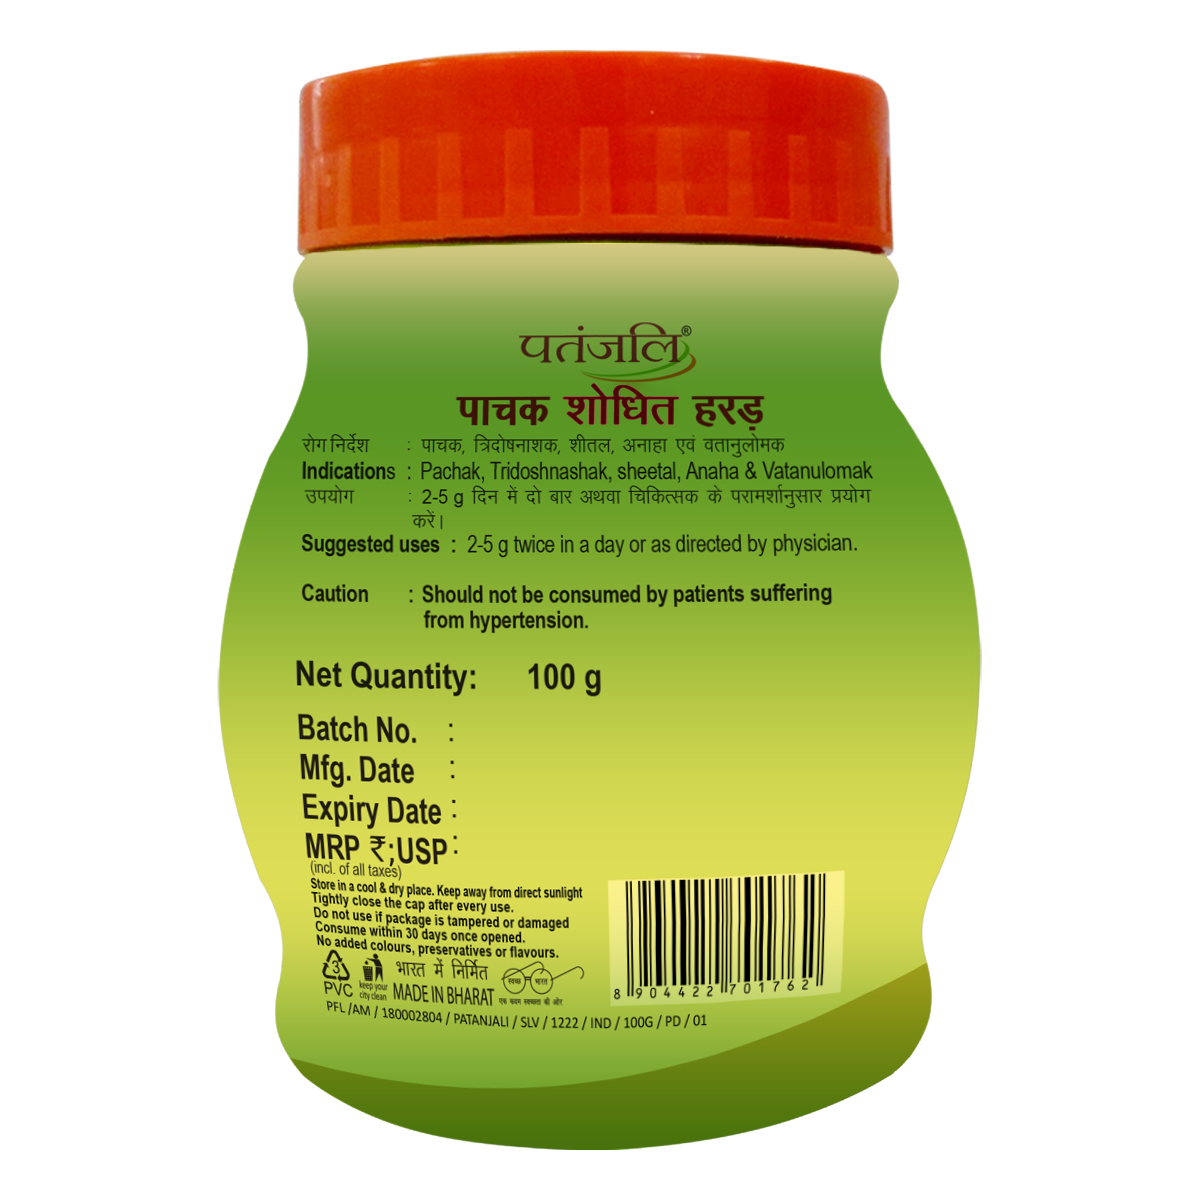 पतंजलि®
पाचक शोधित हरड़
रोग निर्देश : पाचक, त्रिदोषनाशक, शीतल, अनाहा एवं वतानुलोमक
Indications : Pachak, Tridoshnashak, sheetal, Anaha & Vatanulomak
उपयोग : 2-5 g दिन में दो बार अथवा चिकित्सक के परामर्शानुसार प्रयोग
करें।
Suggested uses : 2-5 g twice in a day or as directed by physician.
Caution : Should not be consumed by patients suffering
from hypertension.
Net Quantity: 100 g
Batch No. :
Mfg. Date :
Expiry Date :
MRP ₹;USP :
(incl. of all taxes)
Store in a cool & dry place. Keep away from direct sunlight
Tightly close the cap after every use.
Do not use if package is tampered or damaged
Consume within 30 days once opened.
No added colours, preservatives or flavours.
3
PVC
keep your
city clean
भारत में निर्मित
MADE IN BHARAT
स्वच्छ भारत
एक कदम स्वच्छता की ओर
8 904422 701762
PFL /AM / 180002804 / PATANJALI / SLV / 1222 / IND / 100G / PD / 01